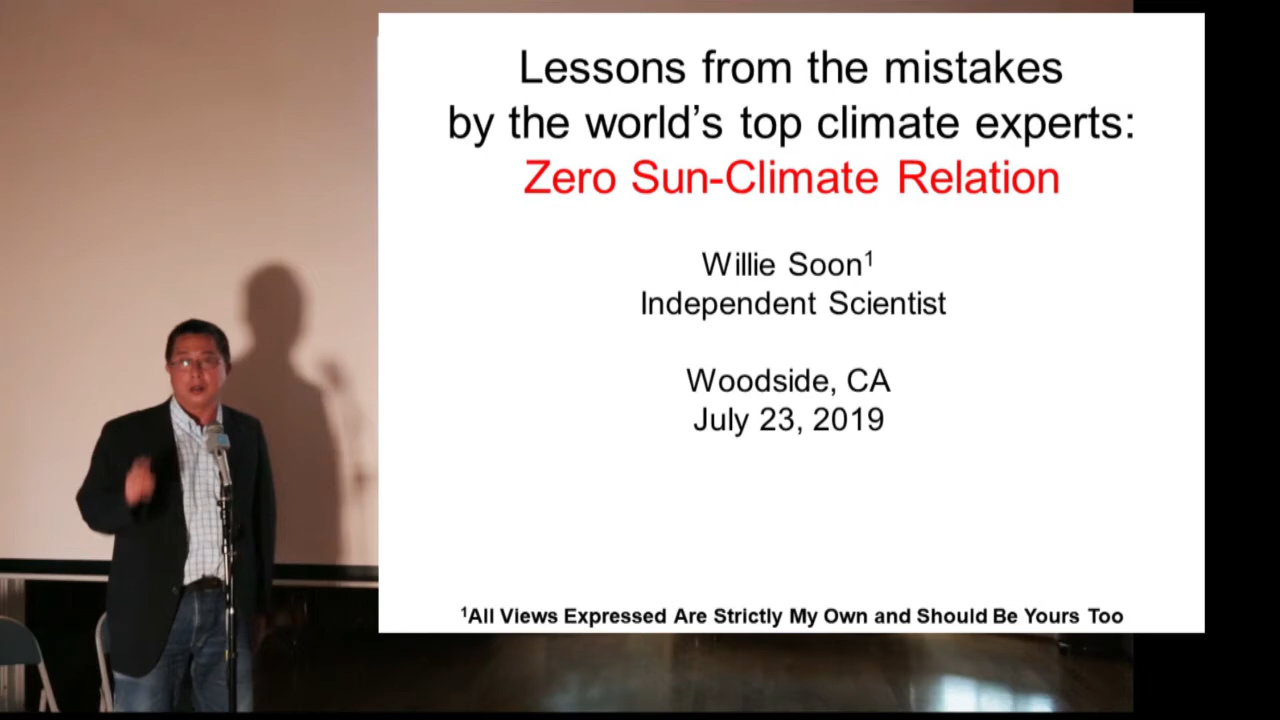 Lessons from the mistakes
by the world's top climate experts:
Zero Sun-Climate Relation
Willie Soon¹
Independent Scientist
Woodside, CA
July 23, 2019
¹All Views Expressed Are Strictly My Own and Should Be Yours Too